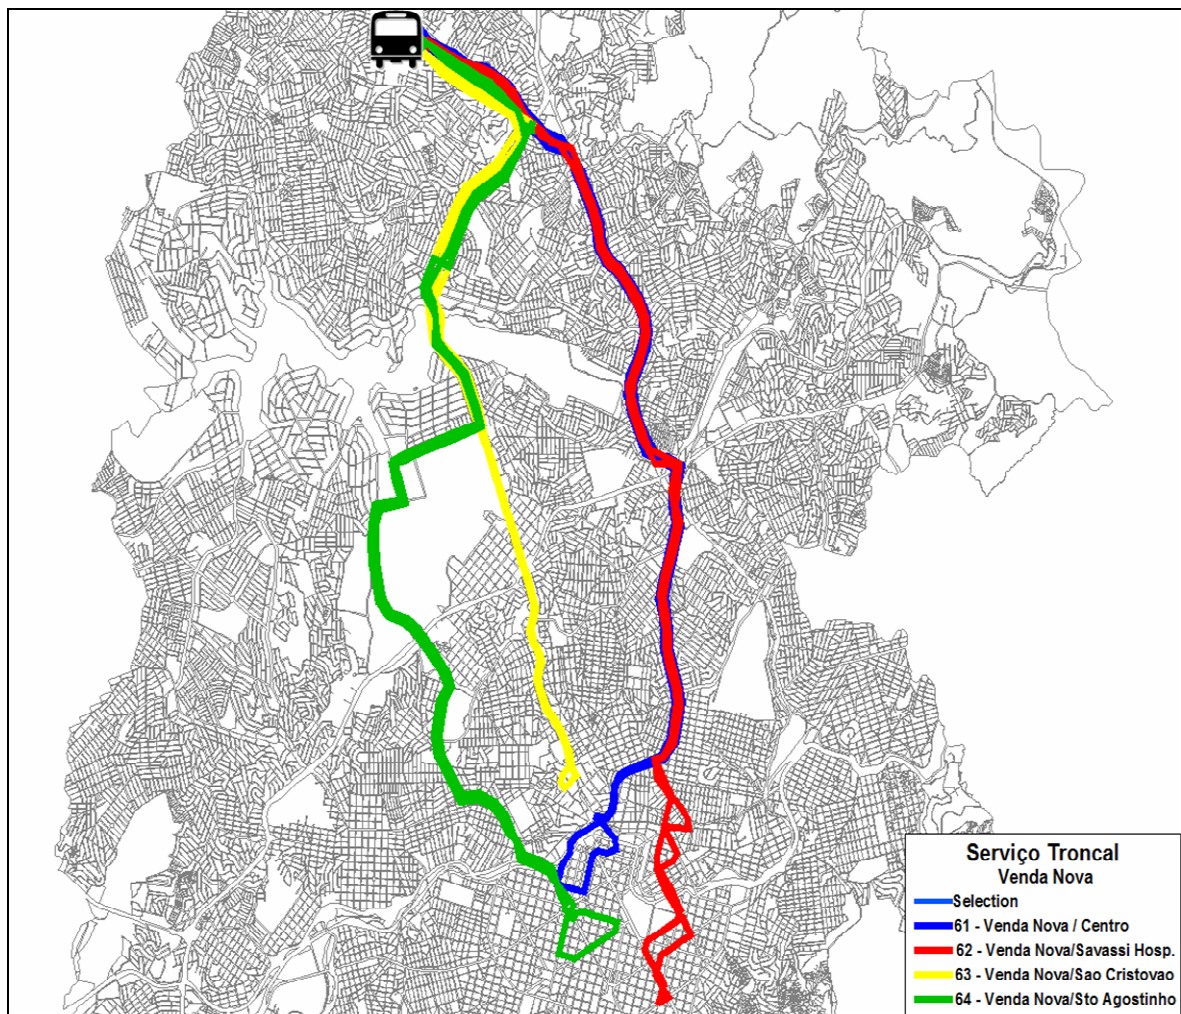 Serviço Troncal
Venda Nova
Selection
61 - Venda Nova / Centro
62 - Venda Nova/Savassi Hosp.
63 - Venda Nova/Sao Cristovao
64 - Venda Nova/Sto Agostinho